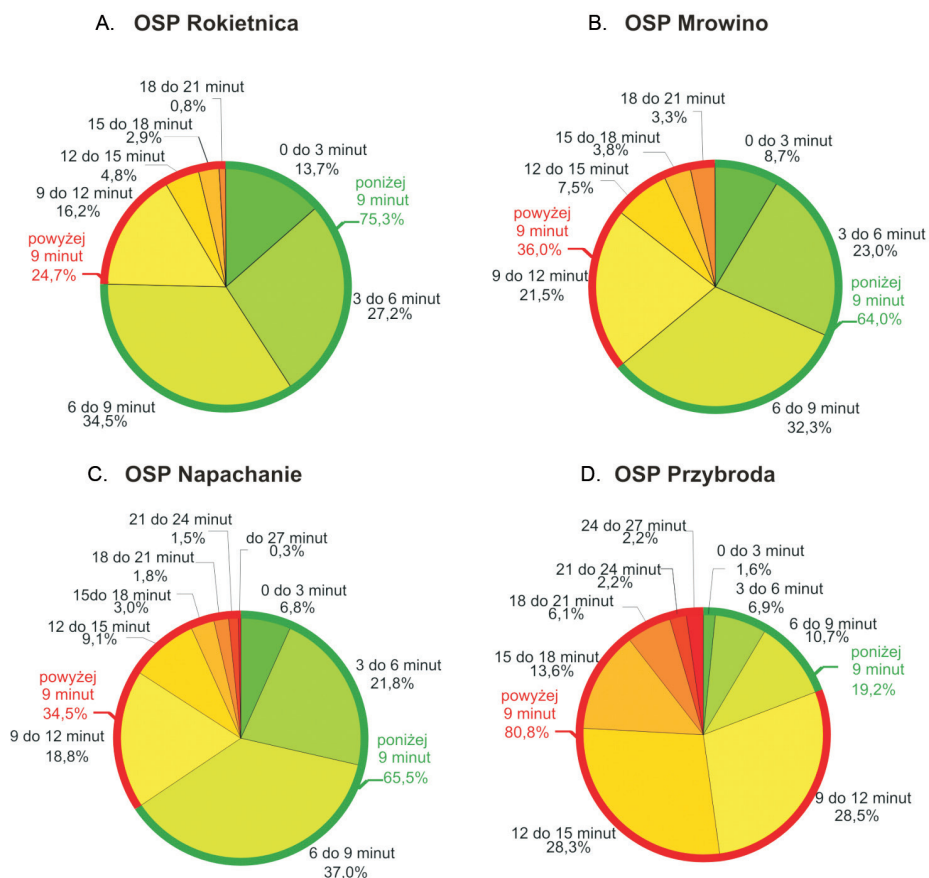 A. OSP Rokietnica
18 do 21 minut
0,8%
15 do 18 minut
2,9%
12 do 15 minut
4,8%
9 do 12 minut
16,2%
powyżej
9 minut
24,7%
0 do 3 minut
13,7%
poniżej
9 minut
75,3%
3 do 6 minut
27,2%
6 do 9 minut
34,5%
B. OSP Mrowino
18 do 21 minut
3,3%
15 do 18 minut
3,8%
12 do 15 minut
7,5%
powyżej
9 minut
36,0%
9 do 12 minut
21,5%
0 do 3 minut
8,7%
3 do 6 minut
23,0%
poniżej
9 minut
64,0%
6 do 9 minut
32,3%
C. OSP Napachanie
21 do 24 minut
1,5%
do 27 minut
0,3%
18 do 21 minut
1,8%
15do 18 minut
3,0%
12 do 15 minut
9,1%
powyżej
9 minut
34,5%
9 do 12 minut
18,8%
0 do 3 minut
6,8%
3 do 6 minut
21,8%
poniżej
9 minut
65,5%
6 do 9 minut
37.0%
D. OSP Przybroda
24 do 27 minut
2,2%
21 do 24 minut
2,2%
18 do 21 minut
6,1%
15 do 18 minut
13,6%
powyżej
9 minut
80,8%
0 do 3 minut
1,6%
3 do 6 minut
6,9%
6 do 9 minut
10,7%
poniżej
9 minut
19,2%
9 do 12 minut
28,5%
12 do 15 minut
28,3%